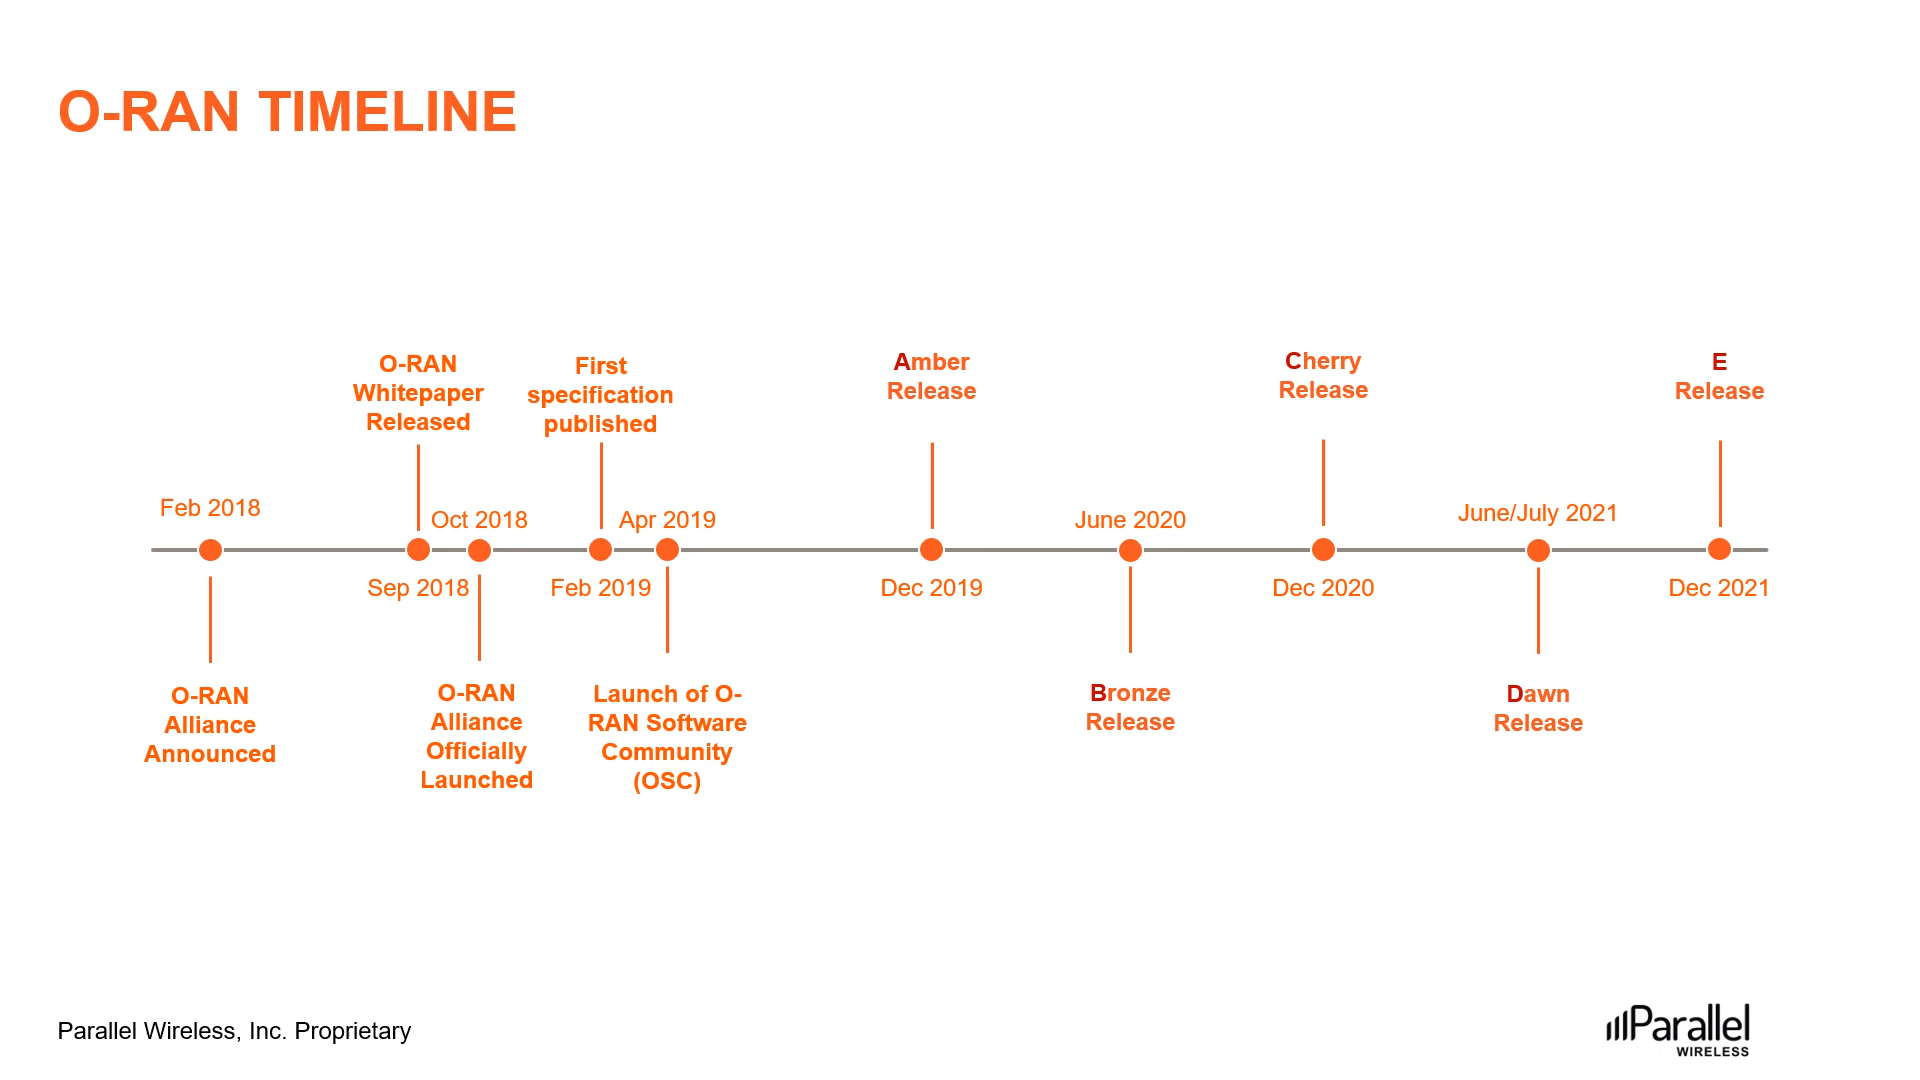 O-RAN TIMELINE
O-RAN
Whitepaper
Released
First
specification
published
Amber
Release
Cherry
Release
E
Release
Feb 2018
Oct 2018
Apr 2019
June 2020
June/July 2021
Sep 2018
Feb 2019
Dec 2019
Dec 2020
Dec 2021
O-RAN
Alliance
Announced
O-RAN
Alliance
Officially
Launched
Launch of O-
RAN Software
Community
(OSC)
Bronze
Release
Dawn
Release
Parallel Wireless, Inc. Proprietary
Parallel
WIRELESS